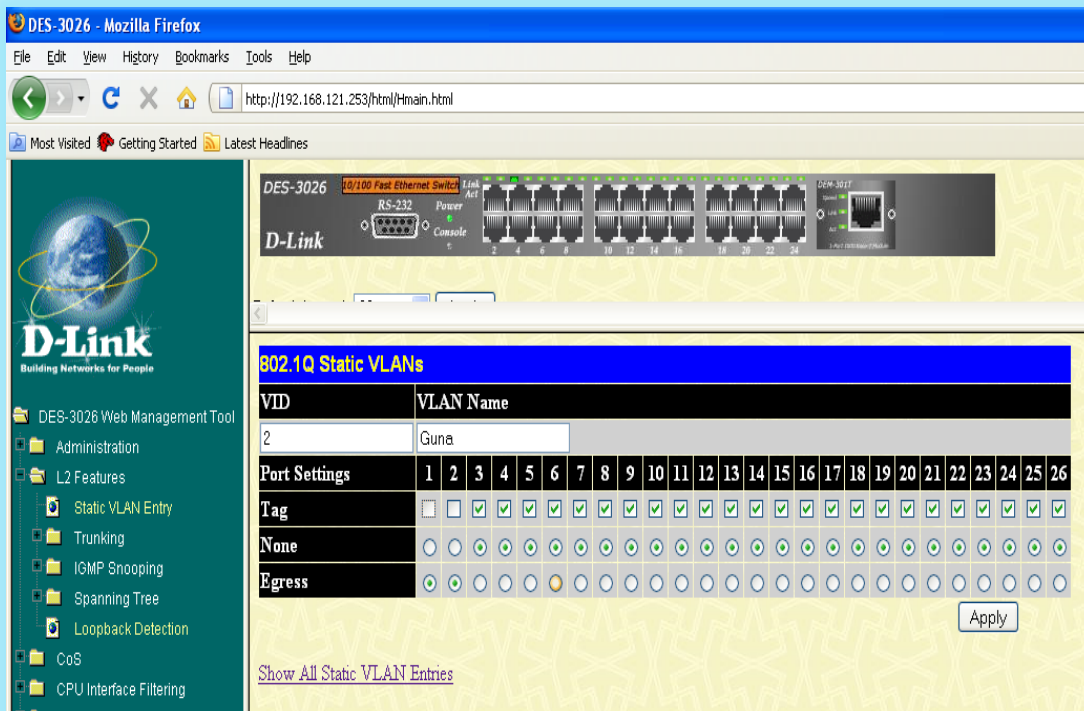 DES-3026 - Mozilla Firefox
File Edit View History Bookmarks Tools Help
http://192.168.121.253/html/Hmain.html
Most Visited Getting Started Latest Headlines
DES-3026 10/100 Fast Ethernet Switch Link Act
RS-232 Power
Console
D-Link
2 4 6 8 10 12 14 16 18 20 22 24
DEM-301T
Speed
Link
Act
D-Link
Building Networks for People
DES-3026 Web Management Tool
Administration
L2 Features
Static VLAN Entry
Trunking
IGMP Snooping
Spanning Tree
Loopback Detection
CoS
CPU Interface Filtering
802.1Q Static VLANs
VID VLAN Name
2 Guna
Port Settings 1 2 3 4 5 6 7 8 9 10 11 12 13 14 15 16 17 18 19 20 21 22 23 24 25 26
Tag
None
Egress
Apply
Show All Static VLAN Entries